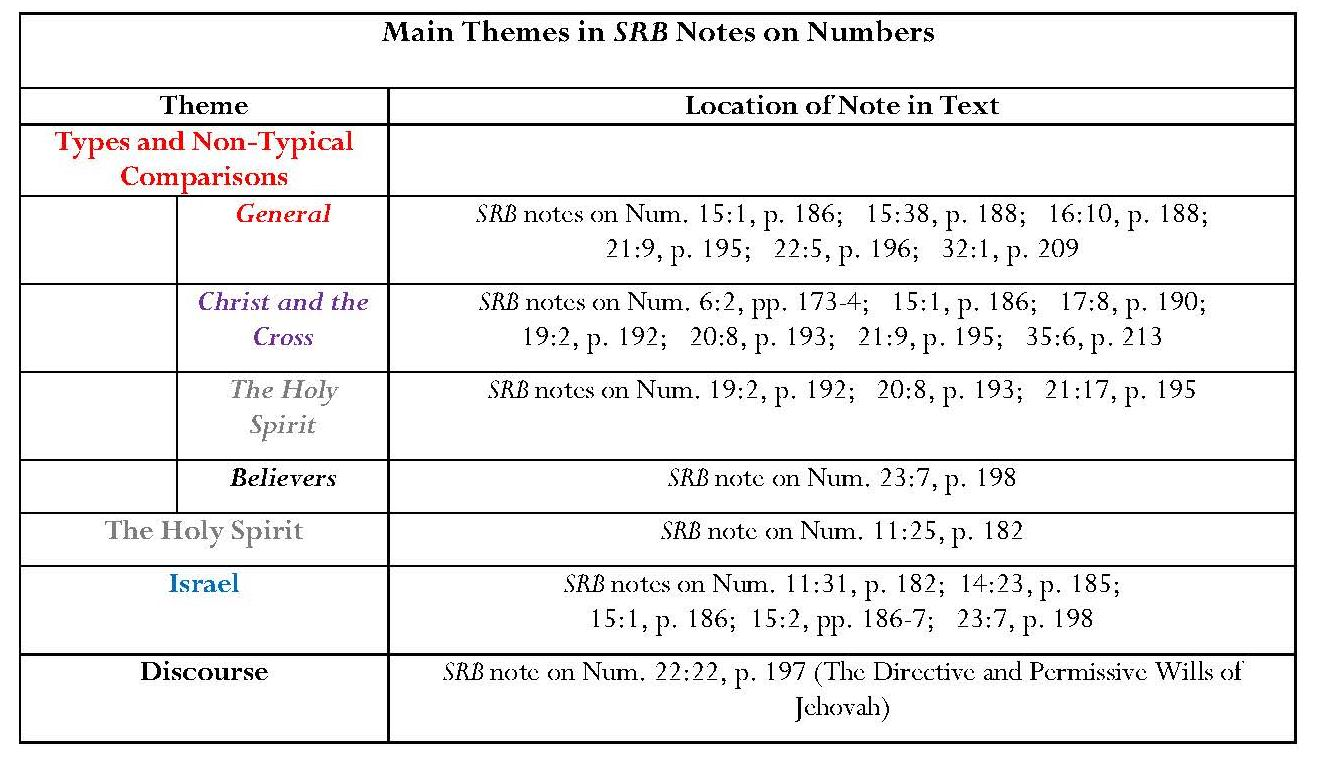 Main Themes in SRB Notes on Numbers
Theme
Location of Note in Text
Types and Non-Typical
Comparisons
General
SRB notes on Num. 15:1, p. 186; 15:38, p. 188; 16:10, p. 188;
21:9, p. 195; 22:5, p. 196; 32:1, p. 209
Christ and the
Cross
SRB notes on Num. 6:2, pp. 173-4; 15:1, p. 186; 17:8, p. 190;
19:2, p. 192; 20:8, p. 193; 21:9, p. 195; 35:6, p. 213
The Holy
Spirit
SRB notes on Num. 19:2, p. 192; 20:8, p. 193; 21:17, p. 195
Believers
SRB note on Num. 23:7, p. 198
The Holy Spirit
SRB note on Num. 11:25, p. 182
Israel
SRB notes on Num. 11:31, p. 182; 14:23, p. 185;
15:1, p. 186; 15:2, pp. 186-7; 23:7, p. 198
Discourse
SRB note on Num. 22:22, p. 197 (The Directive and Permissive Wills of
Jehovah)